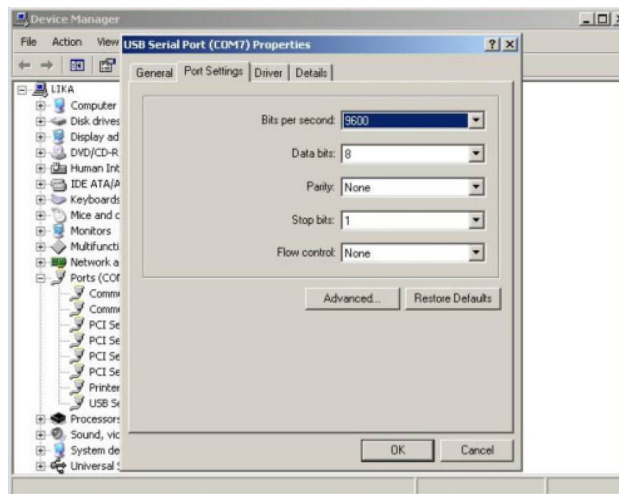 Device Manager
File Action View
USB Serial Port (COM7) Properties
General Port Settings Driver Details
Bits per second: 9600
Data bits: 8
Parity: None
Stop bits: 1
Flow control: None
Advanced... Restore Defaults
OK Cancel
LIKA
Computer
Disk drives
Display ad
DVD/CD-R
Human Int
IDE ATA/A
Keyboards
Mice and c
Monitors
Multifuncti
Network a
Ports (COM
Commu
Commu
PCI Se
PCI Se
PCI Se
PCI Se
Printer
USB Se
Processors
Sound, vic
System de
Universal S